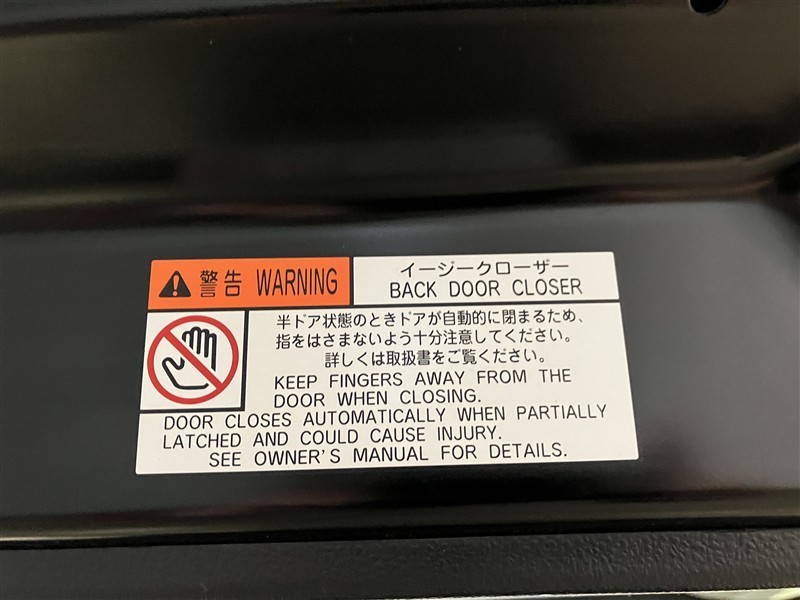 警告 WARNING
イージークローザー
BACK DOOR CLOSER
半ドア状態のときドアが自動的に閉まるため、
指をはさまないよう十分注意してください。
詳しくは取扱書をご覧ください。
KEEP FINGERS AWAY FROM THE
DOOR WHEN CLOSING.
DOOR CLOSES AUTOMATICALLY WHEN PARTIALLY
LATCHED AND COULD CAUSE INJURY.
SEE OWNER'S MANUAL FOR DETAILS.